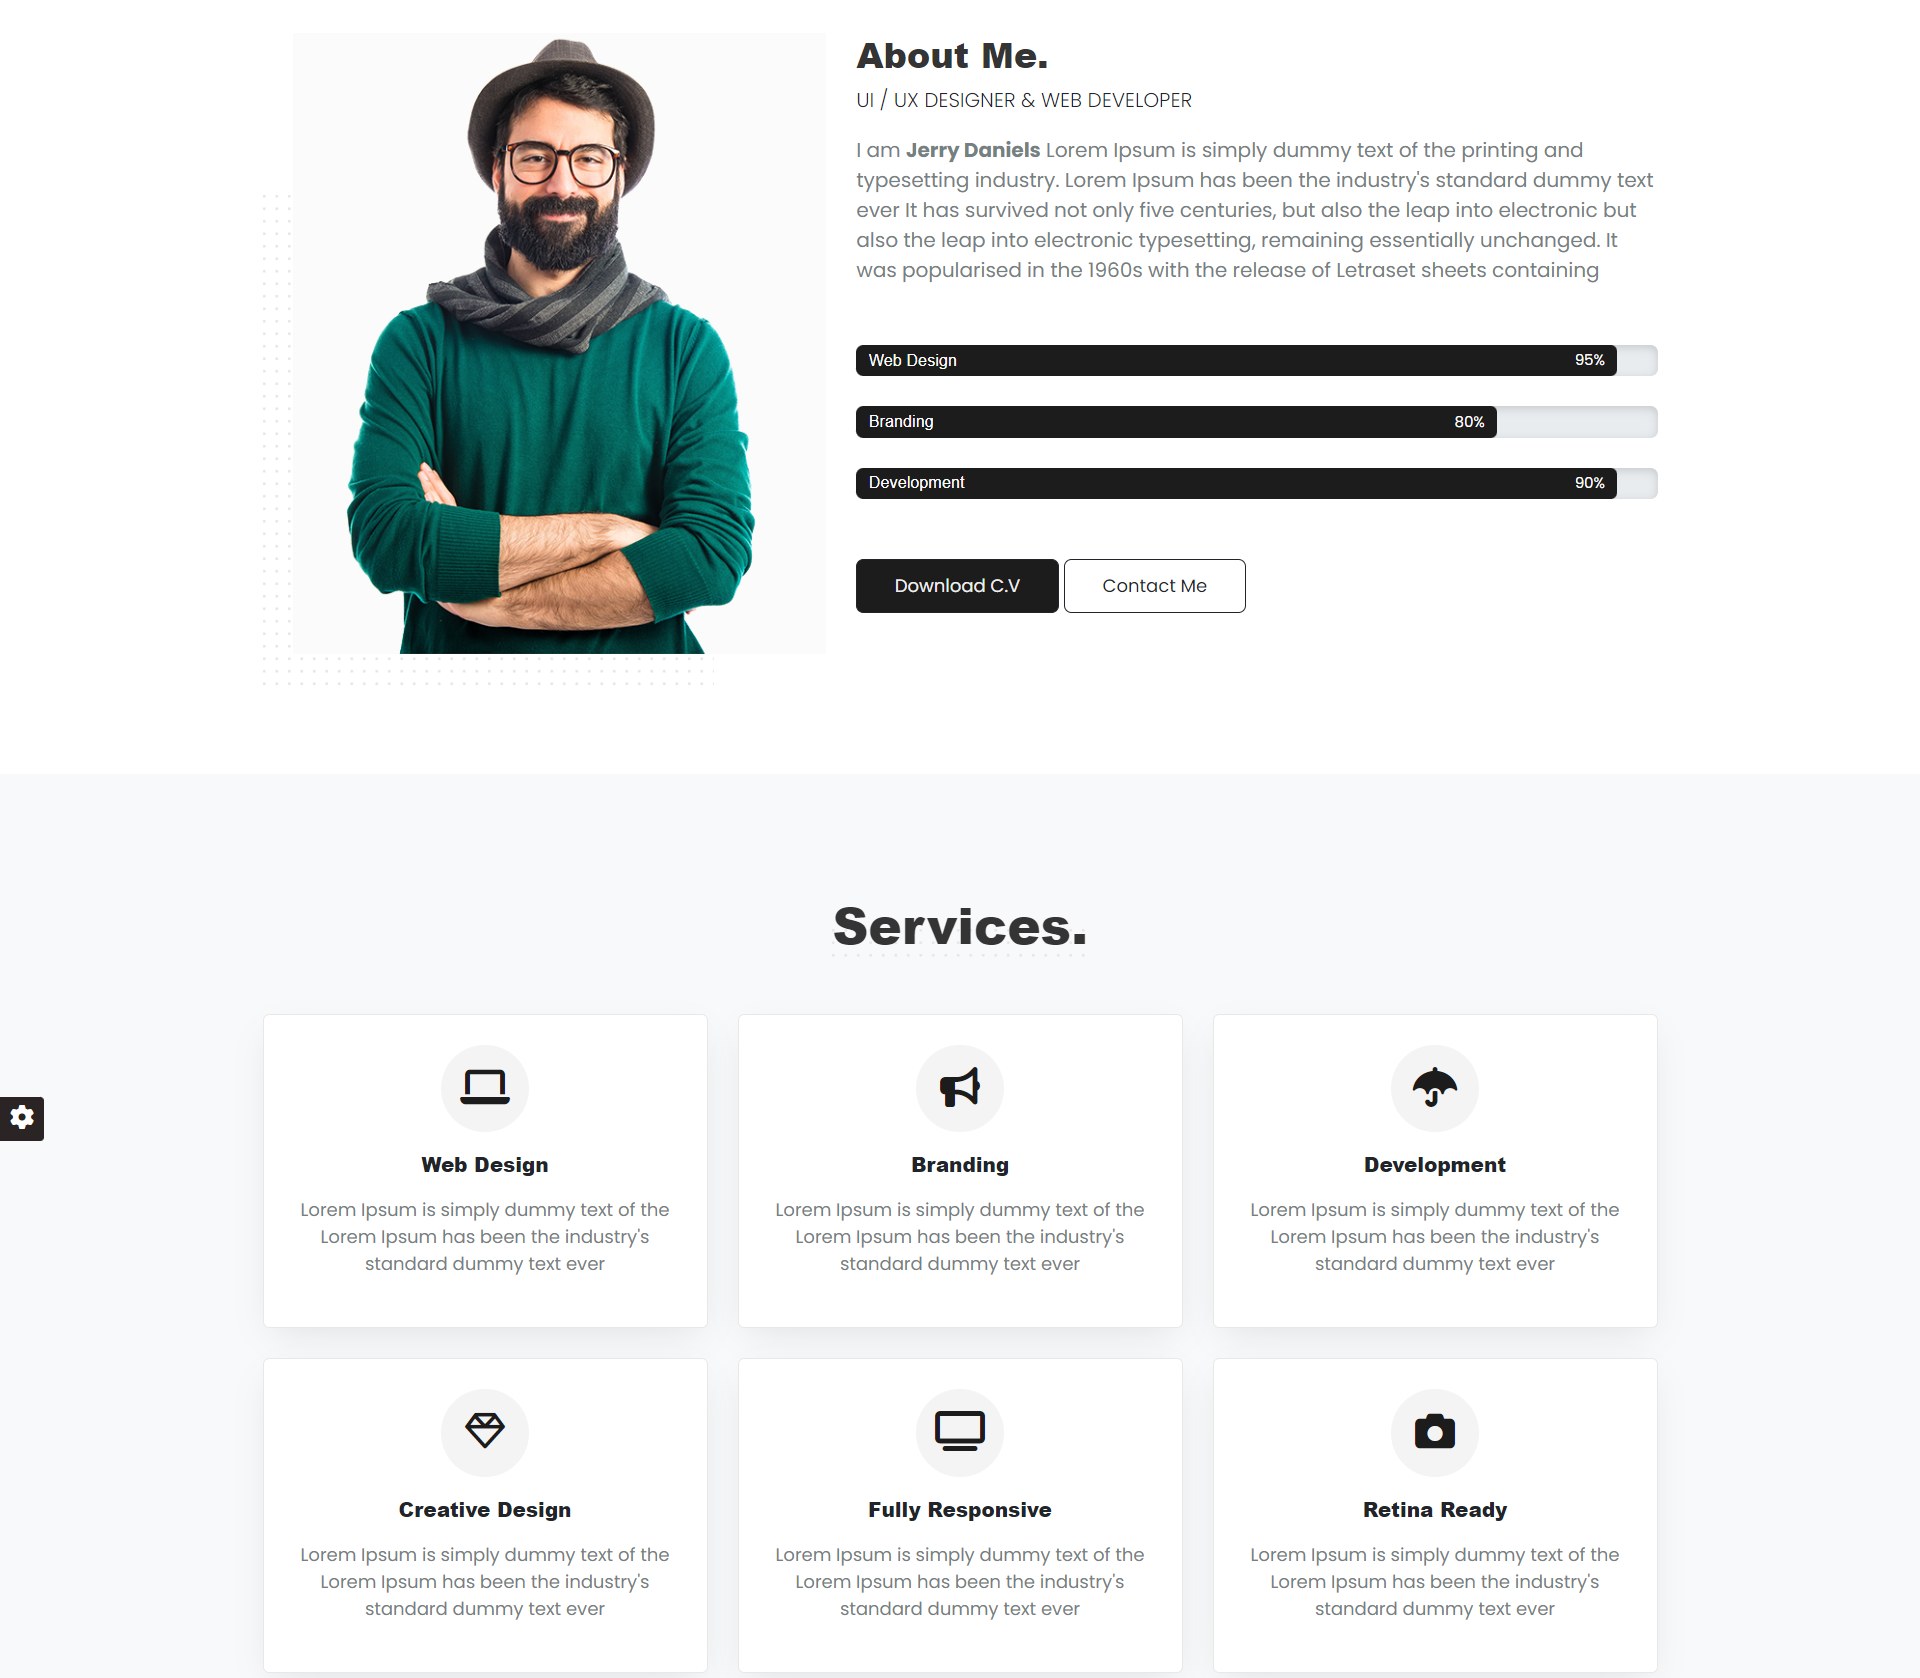 About Me.
UI / UX DESIGNER & WEB DEVELOPER
I am Jerry Daniels Lorem Ipsum is simply dummy text of the printing and
typesetting industry. Lorem Ipsum has been the industry's standard dummy text
ever It has survived not only five centuries, but also the leap into electronic but
also the leap into electronic typesetting, remaining essentially unchanged. It
was popularised in the 1960s with the release of Letraset sheets containing
Web Design 95%
Branding 80%
Development 90%
Download C.V Contact Me
Services.
Web Design
Lorem Ipsum is simply dummy text of the
Lorem Ipsum has been the industry's
standard dummy text ever
Branding
Lorem Ipsum is simply dummy text of the
Lorem Ipsum has been the industry's
standard dummy text ever
Development
Lorem Ipsum is simply dummy text of the
Lorem Ipsum has been the industry's
standard dummy text ever
Creative Design
Lorem Ipsum is simply dummy text of the
Lorem Ipsum has been the industry's
standard dummy text ever
Fully Responsive
Lorem Ipsum is simply dummy text of the
Lorem Ipsum has been the industry's
standard dummy text ever
Retina Ready
Lorem Ipsum is simply dummy text of the
Lorem Ipsum has been the industry's
standard dummy text ever